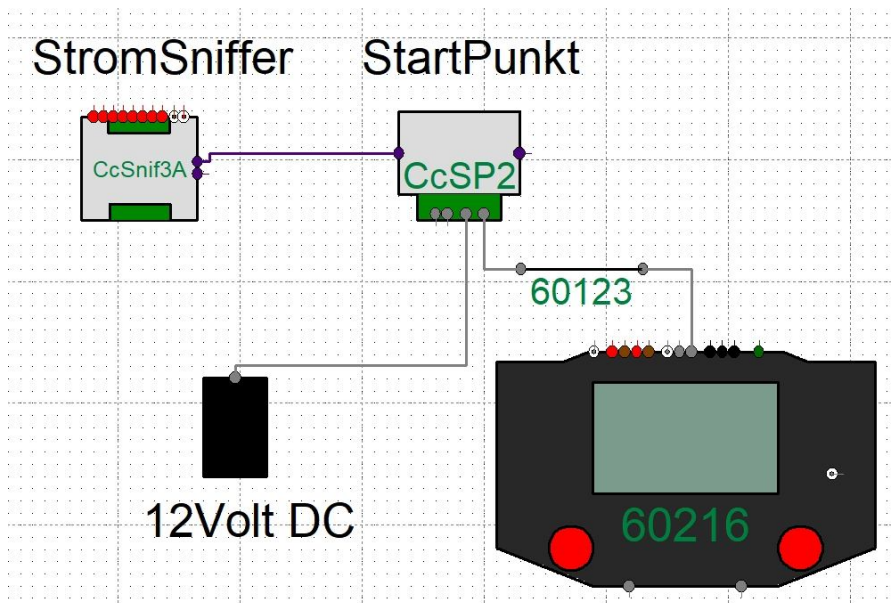 StromSniffer
StartPunkt
CcSnif3A
CcSP2
60123
12Volt DC
60216